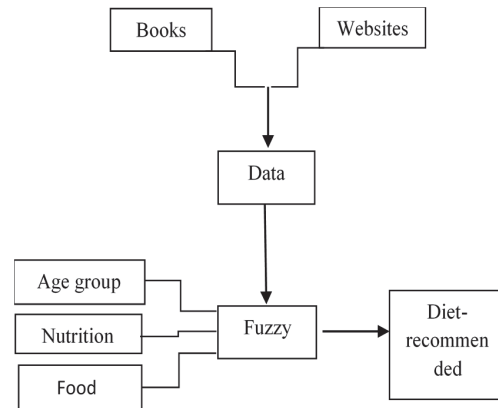 Books
Websites
Data
Age group
Nutrition
Food
Fuzzy
Diet-
recommen
ded